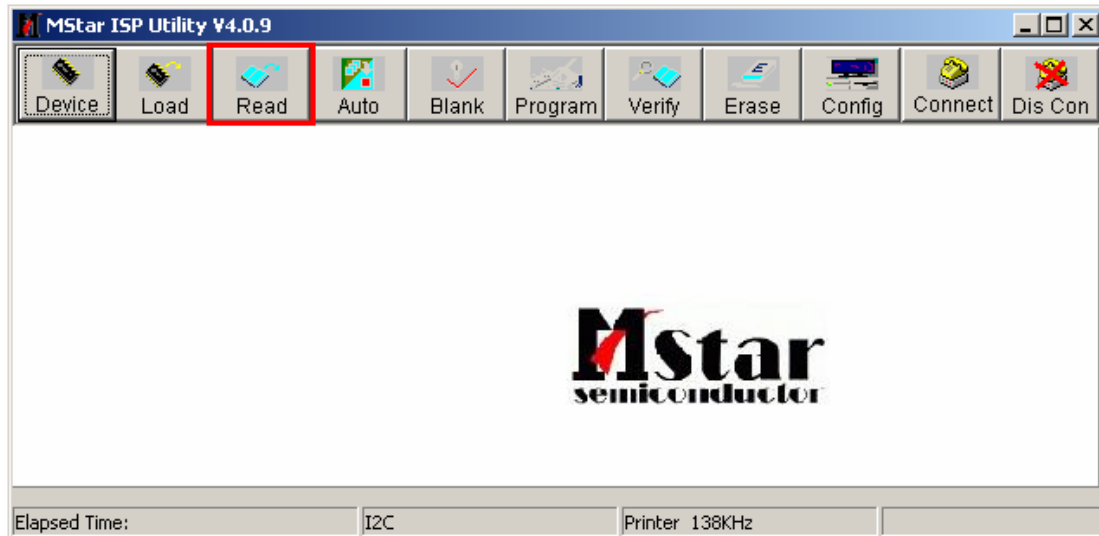 MStar ISP Utility V4.0.9
Device Load Read Auto Blank Program Verify Erase Config Connect Dis Con
Mstar
semiconductor
Elapsed Time: I2C Printer 138KHz